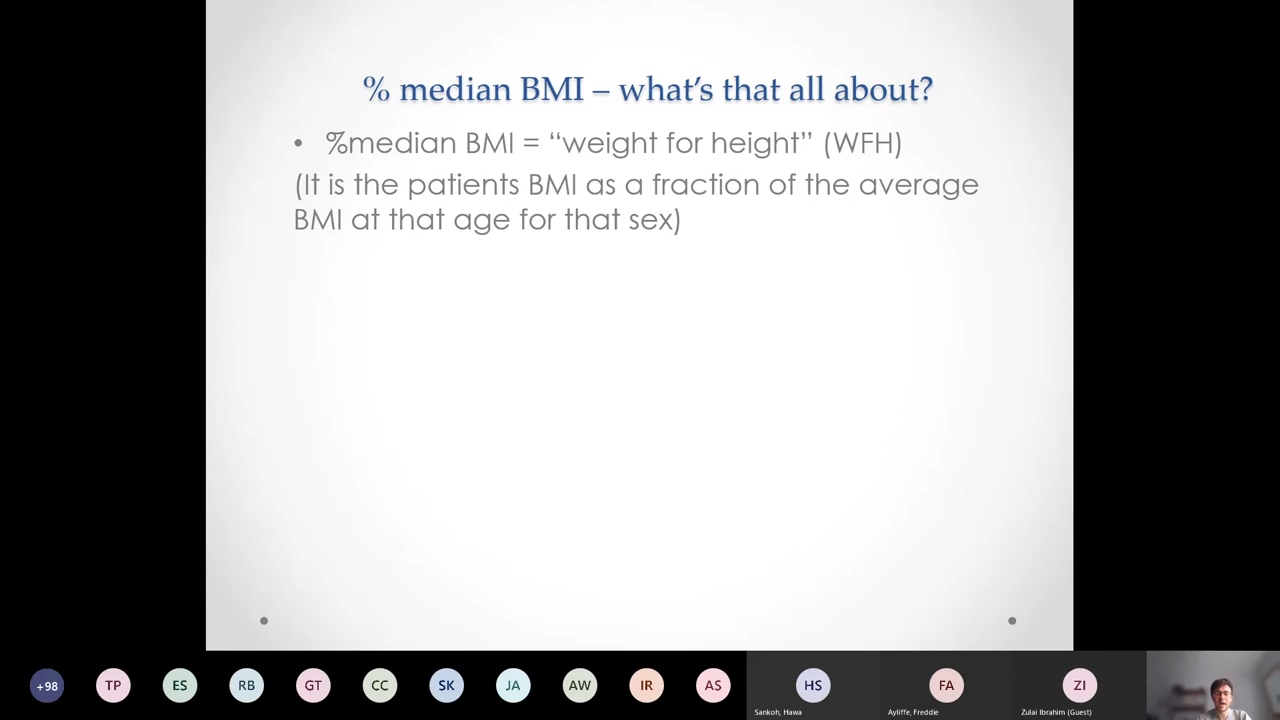 % median BMI – what’s that all about?
• %median BMI = “weight for height” (WFH)
(It is the patients BMI as a fraction of the average
BMI at that age for that sex)
+98
TP
ES
RB
GT
CC
SK
JA
AW
IR
AS
HS
FA
ZI
Sankoh, Hawa
Ayliffe, Freddie
Zulai Ibrahim (Guest)